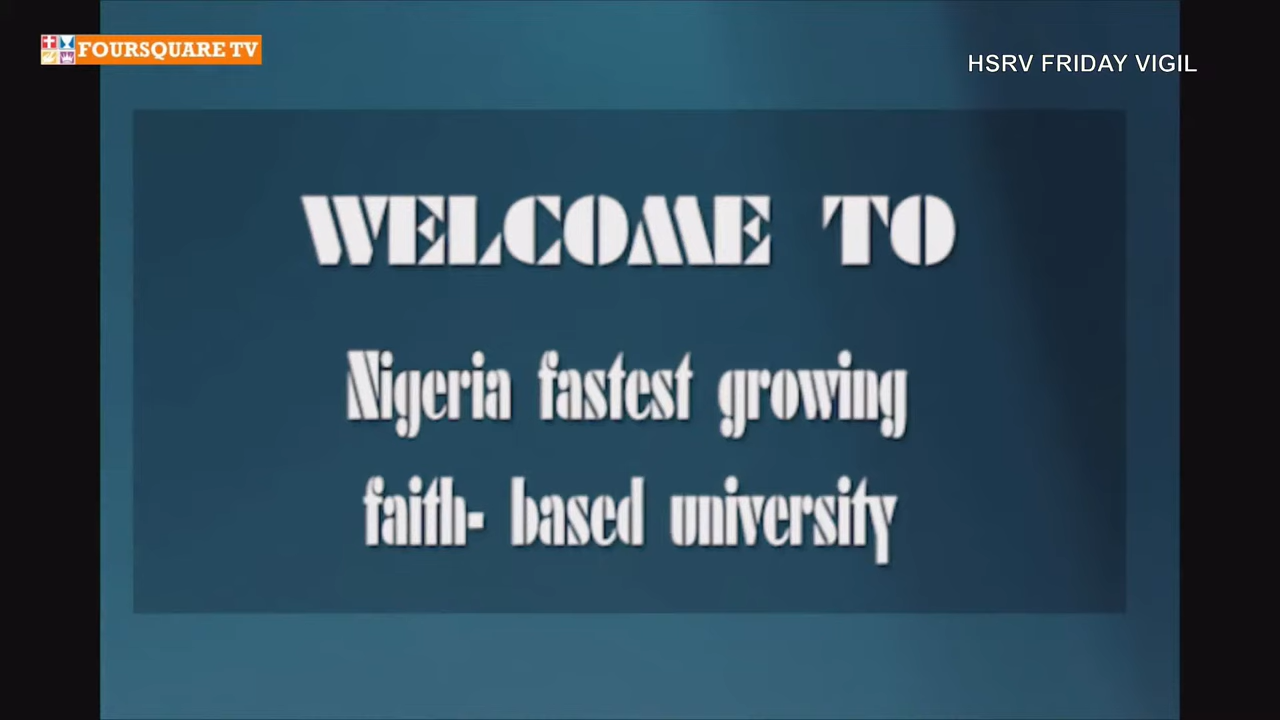 FOURSQUARE TV
HSRV FRIDAY VIGIL
WELCOME TO
Nigeria fastest growing
faith- based university